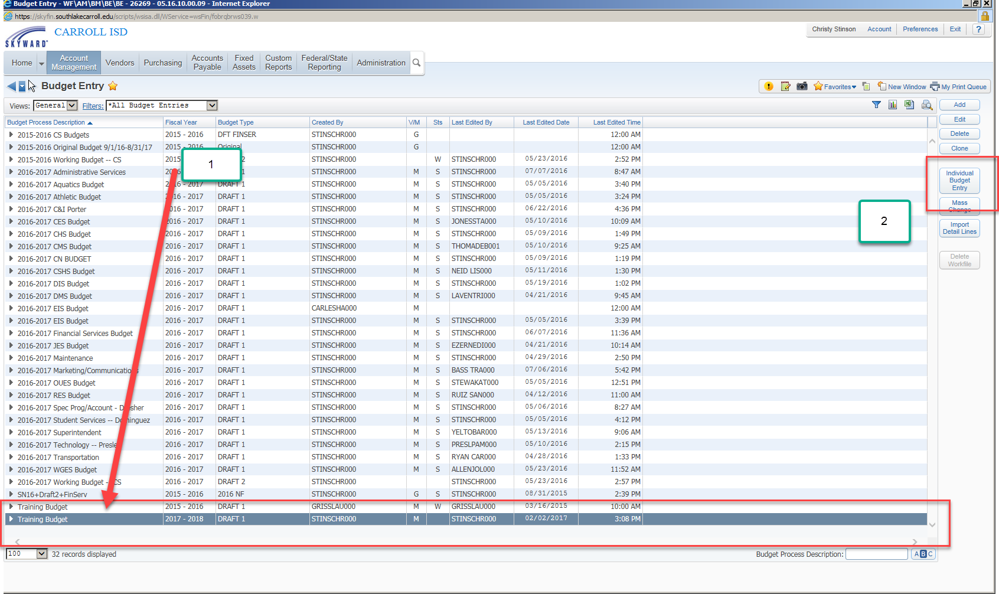 Budget Entry - WF\AM\BM\BE\BE - 26269 - 05.16.10.00.09 - Internet Explorer
https://skyfin.southlakecarroll.edu/scripts/wsisa.dll/WService=wsFin/fobrqbrws039.w
SKYWARD
CARROLL ISD
Christy Stinson Account Preferences Exit ?
Home Account Management Vendors Purchasing Accounts Payable Fixed Assets Custom Reports Federal/State Reporting Administration
Budget Entry
Favorites New Window My Print Queue
Views: General Filters: *All Budget Entries
Budget Process Description Fiscal Year Budget Type Created By V/M Sts Last Edited By Last Edited Date Last Edited Time
2015-2016 CS Budgets 2015 - 2016 DFT FINSER STINSCHR000 G 12:00 AM
2015-2016 Original Budget 9/1/16-8/31/17 2015 - 2016 Original STINSCHR000 G 12:00 AM
2015-2016 Working Budget -- CS 2015 2 STINSCHR000 W STINSCHR000 05/23/2016 2:52 PM
2016-2017 Administrative Services 1 STINSCHR000 M S STINSCHR000 07/07/2016 8:47 AM
2016-2017 Aquatics Budget 2016 - 2017 DRAFT 1 STINSCHR000 M S STINSCHR000 05/05/2016 3:40 PM
2016-2017 Athletic Budget 2016 - 2017 DRAFT 1 STINSCHR000 M S STINSCHR000 05/05/2016 3:24 PM
2016-2017 C&I Porter 2016 - 2017 DRAFT 1 STINSCHR000 M S STINSCHR000 06/22/2016 4:36 PM
2016-2017 CES Budget 2016 - 2017 DRAFT 1 STINSCHR000 M S JONESSTA000 05/10/2016 10:09 AM
2016-2017 CHS Budget 2016 - 2017 DRAFT 1 STINSCHR000 M S STINSCHR000 05/09/2016 1:49 PM
2016-2017 CMS Budget 2016 - 2017 DRAFT 1 STINSCHR000 M S THOMADEB001 05/10/2016 9:25 AM
2016-2017 CN BUDGET 2016 - 2017 DRAFT 1 STINSCHR000 M S STINSCHR000 05/09/2016 1:19 PM
2016-2017 CSHS Budget 2016 - 2017 DRAFT 1 STINSCHR000 M S NEID LIS000 05/11/2016 1:30 PM
2016-2017 DIS Budget 2016 - 2017 DRAFT 1 STINSCHR000 M S STINSCHR000 05/19/2016 1:02 PM
2016-2017 DMS Budget 2016 - 2017 DRAFT 1 STINSCHR000 M S LAVENTRI000 04/21/2016 9:45 AM
2016-2017 EIS Budget 2016 - 2017 DRAFT 1 CARLESHA000 M 12:00 AM
2016-2017 EIS Budget 2016 - 2017 DRAFT 1 STINSCHR000 M S STINSCHR000 05/05/2016 3:39 PM
2016-2017 Financial Services Budget 2016 - 2017 DRAFT 1 STINSCHR000 M S STINSCHR000 06/07/2016 11:36 AM
2016-2017 JES Budget 2016 - 2017 DRAFT 1 STINSCHR000 M S EZERNEDI000 04/21/2016 10:14 AM
2016-2017 Maintenance 2016 - 2017 DRAFT 1 STINSCHR000 M S STINSCHR000 04/29/2016 2:50 PM
2016-2017 Marketing/Communications 2016 - 2017 DRAFT 1 STINSCHR000 M S BASS TRA000 07/06/2016 5:42 PM
2016-2017 OUES Budget 2016 - 2017 DRAFT 1 STINSCHR000 M S STEWAKAT000 05/05/2016 12:51 PM
2016-2017 RES Budget 2016 - 2017 DRAFT 1 STINSCHR000 M S RUIZ SAN000 04/12/2016 11:00 AM
2016-2017 Spec Prog/Account - Dresher 2016 - 2017 DRAFT 1 STINSCHR000 M S STINSCHR000 05/06/2016 8:27 AM
2016-2017 Student Services -- Dominguez 2016 - 2017 DRAFT 1 STINSCHR000 M S STINSCHR000 05/05/2016 4:12 PM
2016-2017 Superintendent 2016 - 2017 DRAFT 1 STINSCHR000 M S YELTOBAR000 05/13/2016 9:06 AM
2016-2017 Technology -- Presle 2016 - 2017 DRAFT 1 STINSCHR000 M S PRESLPAM000 05/10/2016 2:15 PM
2016-2017 Transportation 2016 - 2017 DRAFT 1 STINSCHR000 M S RYAN CAR000 04/28/2016 1:33 PM
2016-2017 WGES Budget 2016 - 2017 DRAFT 1 STINSCHR000 M S ALLENJOL000 05/23/2016 11:52 AM
2016-2017 Working Budget - CS 2016 - 2017 DRAFT 2 STINSCHR000 STINSCHR000 05/23/2016 2:57 PM
SN16+Draft2+FinServ 2015 - 2016 2016 NF STINSCHR000 G S STINSCHR000 08/31/2015 2:39 PM
Training Budget 2015 - 2016 DRAFT 1 GRISSLAU000 M W GRISSLAU000 03/16/2015 10:00 AM
Training Budget 2017 - 2018 DRAFT 1 STINSCHR000 M STINSCHR000 02/02/2017 3:08 PM
1
2
Add
Edit
Delete
Clone
Individual
Budget
Entry
Mass
Change
Import
Detail Lines
Delete
Workfile
100 32 records displayed
Budget Process Description: A B C